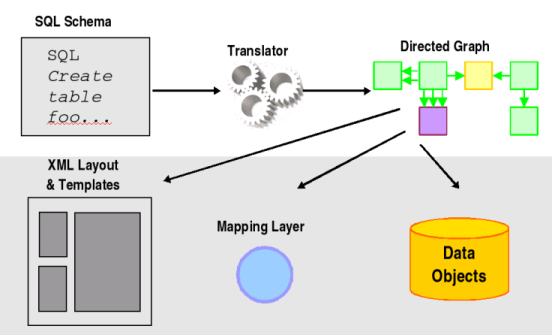 SQL Schema
SQL
Create
table
foo...
Translator
Directed Graph
XML Layout
& Templates
Mapping Layer
Data
Objects